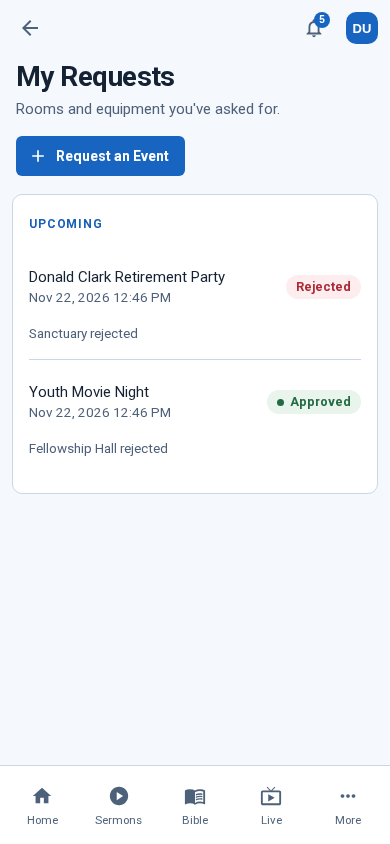 5
DU
My Requests
Rooms and equipment you've asked for.
Request an Event
UPCOMING
Donald Clark Retirement Party
Nov 22, 2026 12:46 PM
Rejected
Sanctuary rejected
Youth Movie Night
Nov 22, 2026 12:46 PM
Approved
Fellowship Hall rejected
Home
Sermons
Bible
Live
More